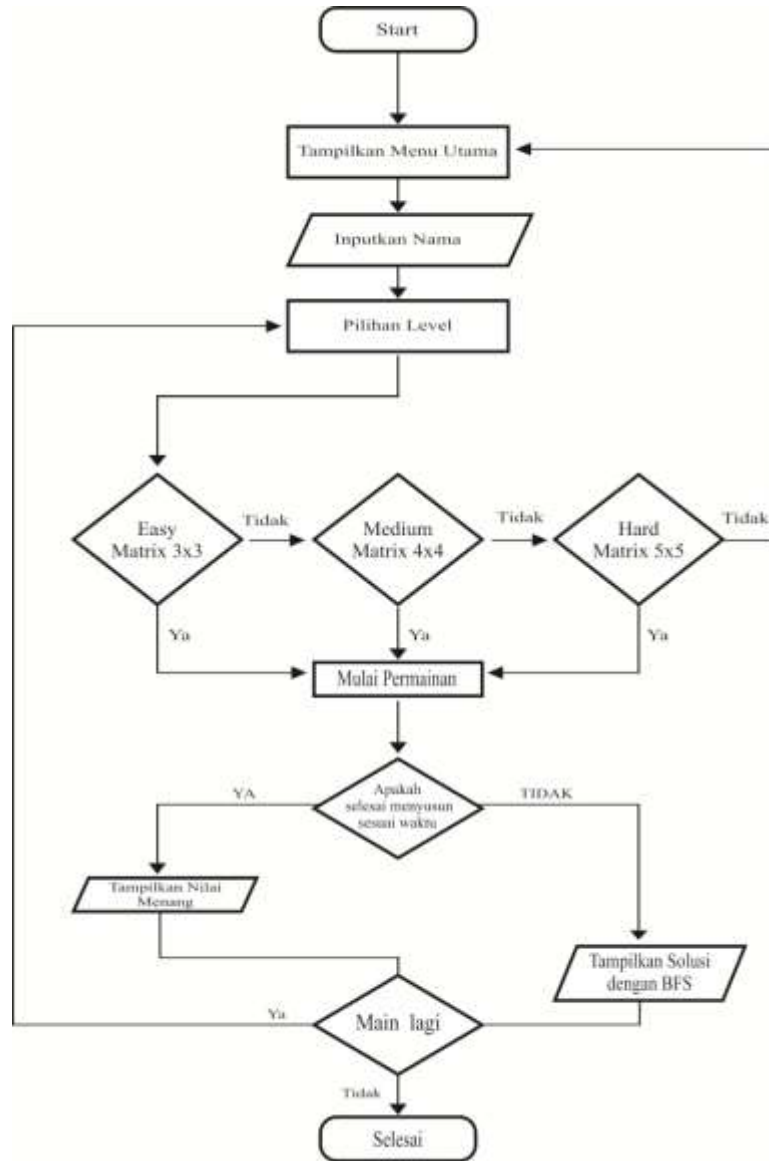 Start
Tampilkan Menu Utama
Inputkan Nama
Pilihan Level
Easy
Matrix 3x3
Tidak
Medium
Matrix 4x4
Tidak
Hard
Matrix 5x5
Tidak
Ya
Ya
Ya
Mulai Permainan
Apakah
selesai menyusun
sesuai waktu
YA
TIDAK
Tampilkan Nilai
Menang
Tampilkan Solusi
dengan BFS
Main lagi
Ya
Tidak
Selesai